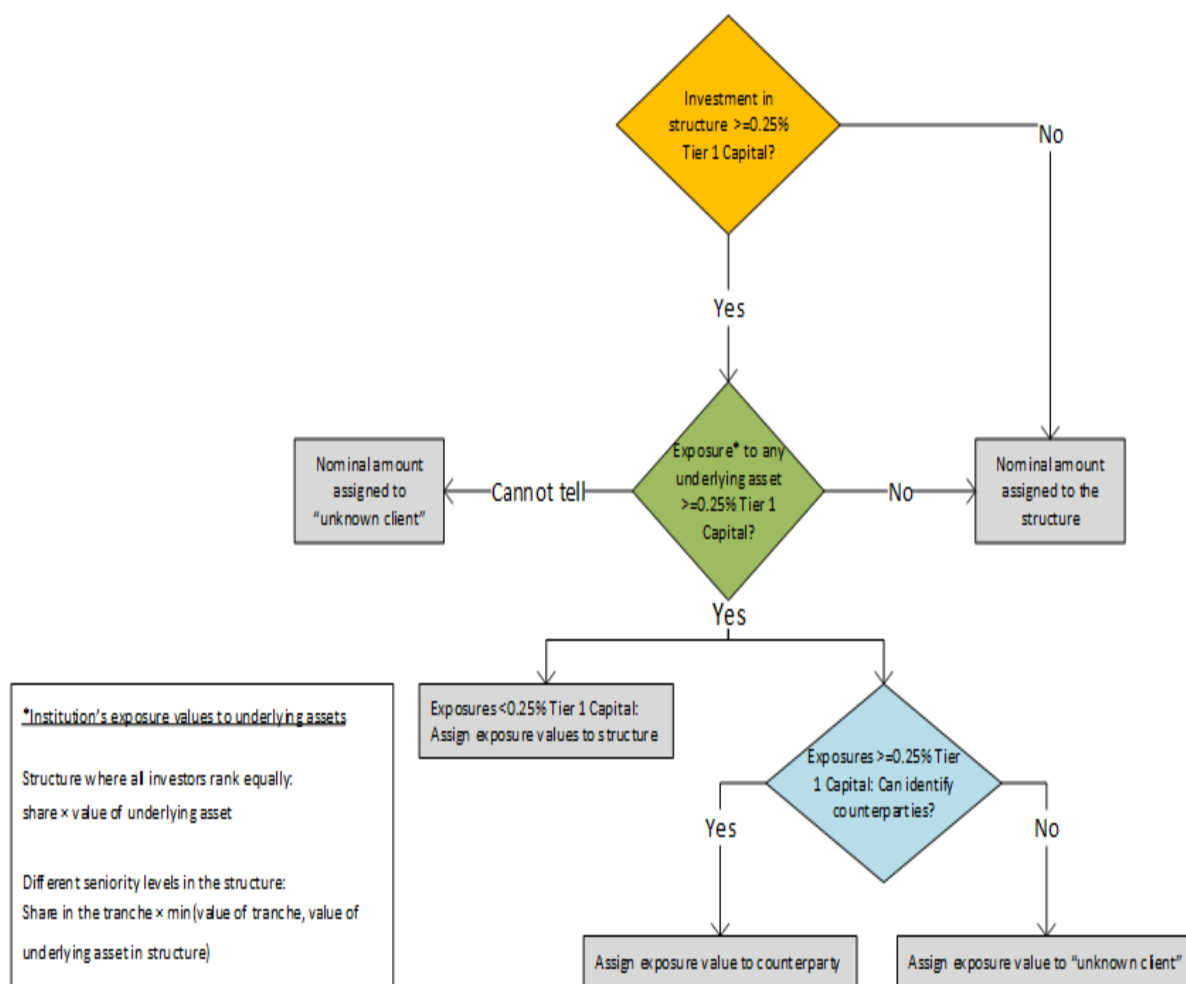 Investment in
structure >=0.25%
Tier 1 Capital?
No
Yes
Nominal amount
assigned to
“unknown client”
Cannot tell
Exposure* to any
underlying asset
>=0.25% Tier 1
Capital?
No
Nominal amount
assigned to the
structure
Yes
Exposures <0.25% Tier 1 Capital:
Assign exposure values to structure
Exposures >=0.25% Tier
1 Capital: Can identify
counterparties?
Yes
No
Assign exposure value to counterparty
Assign exposure value to “unknown client”
*Institution’s exposure values to underlying assets
Structure where all investors rank equally:
share × value of underlying asset
Different seniority levels in the structure:
Share in the tranche × min(value of tranche, value of
underlying asset in structure)